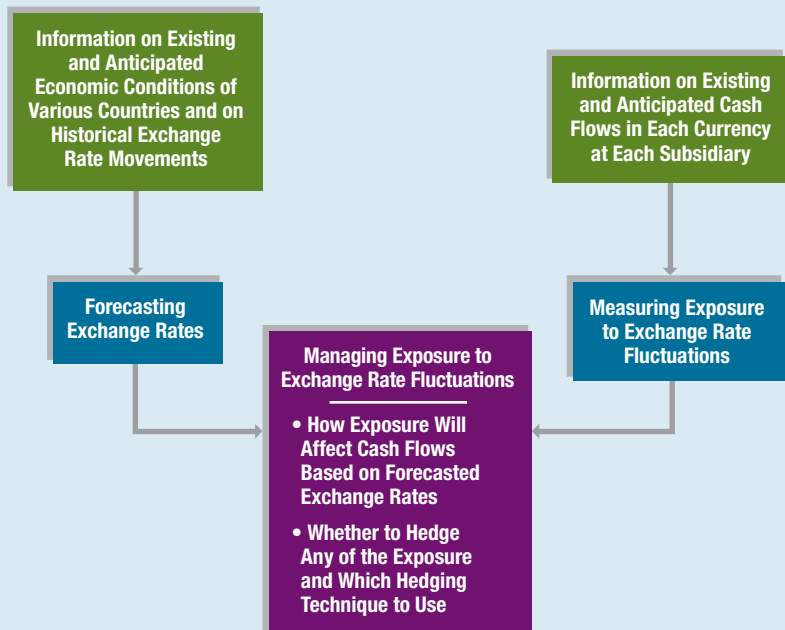 Information on Existing
and Anticipated
Economic Conditions of
Various Countries and on
Historical Exchange
Rate Movements
Information on Existing
and Anticipated Cash
Flows in Each Currency
at Each Subsidiary
Forecasting
Exchange Rates
Measuring Exposure
to Exchange Rate
Fluctuations
Managing Exposure to
Exchange Rate Fluctuations
• How Exposure Will
Affect Cash Flows
Based on Forecasted
Exchange Rates
• Whether to Hedge
Any of the Exposure
and Which Hedging
Technique to Use